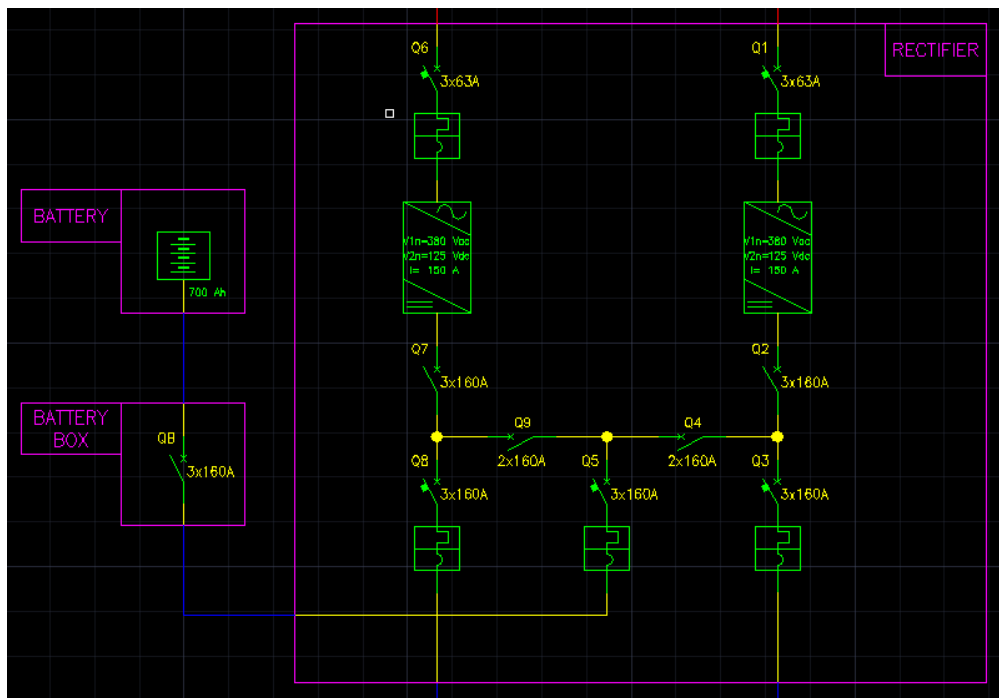 Q6
Q1
RECTIFIER
3x63A
3x63A
BATTERY
V1n=380 Vac
V2n=125 Vdc
I= 150 A
V1n=380 Vac
V2n=125 Vdc
I= 150 A
700 Ah
Q7
Q2
3x160A
3x160A
BATTERY
BOX
QB
3x160A
Q9
Q4
2x160A
2x160A
Q8
Q5
Q3
3x160A
3x160A
3x160A